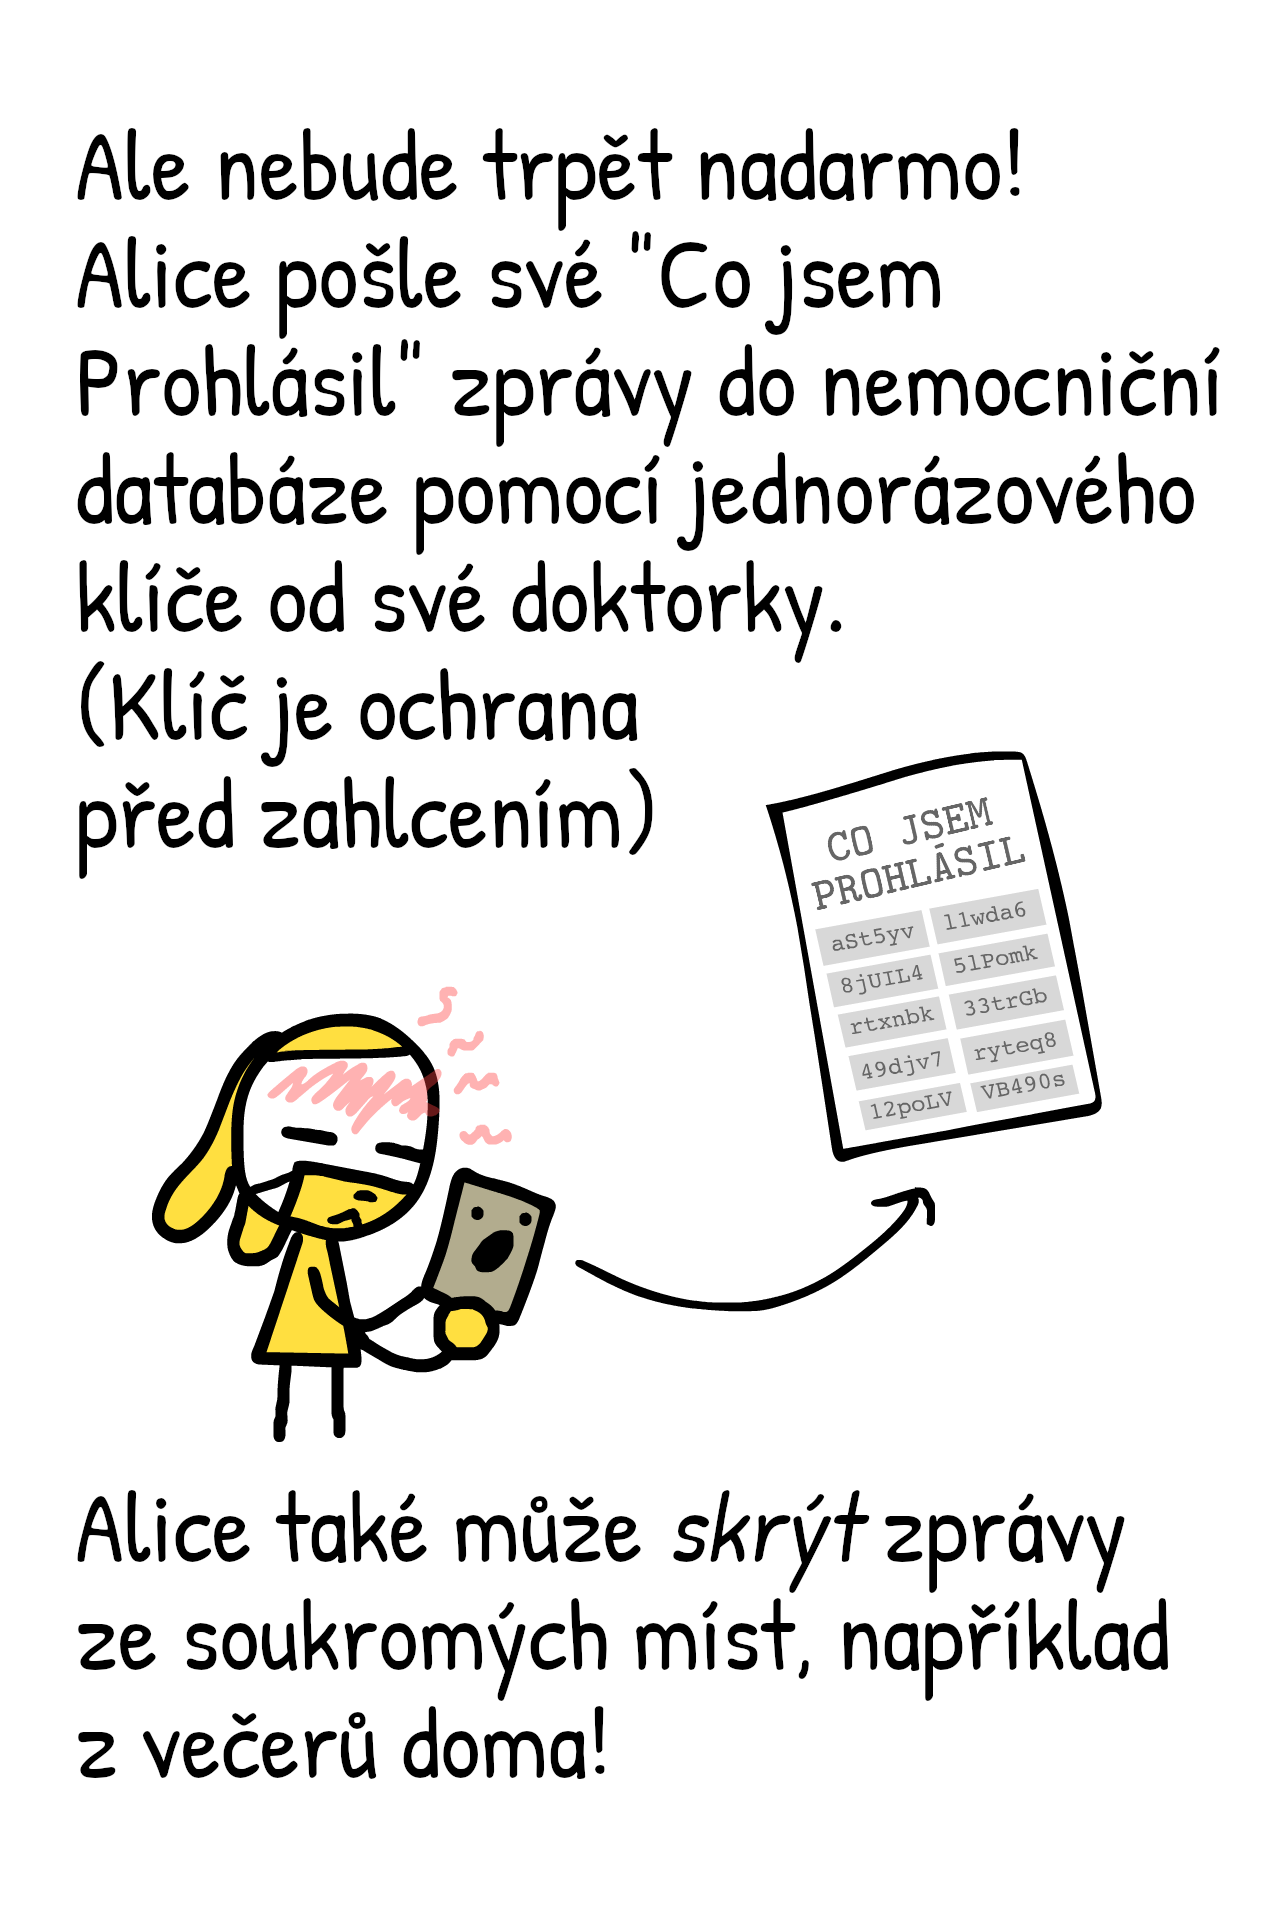 Ale nebude trpět nadarmo!
Alice pošle své "Co jsem
Prohlásil" zprávy do nemocniční
databáze pomocí jednorázového
klíče od své doktorky.
(Klíč je ochrana
před zahlcením)
CO JSEM
PROHLÁSIL
aSt5yv l1wda6
8jUIL4 5lPomk
rtxnbk 33trGb
49djv7 ryteq8
12poLV VB490s
Alice také může skrýt zprávy
ze soukromých míst, například
z večerů doma!